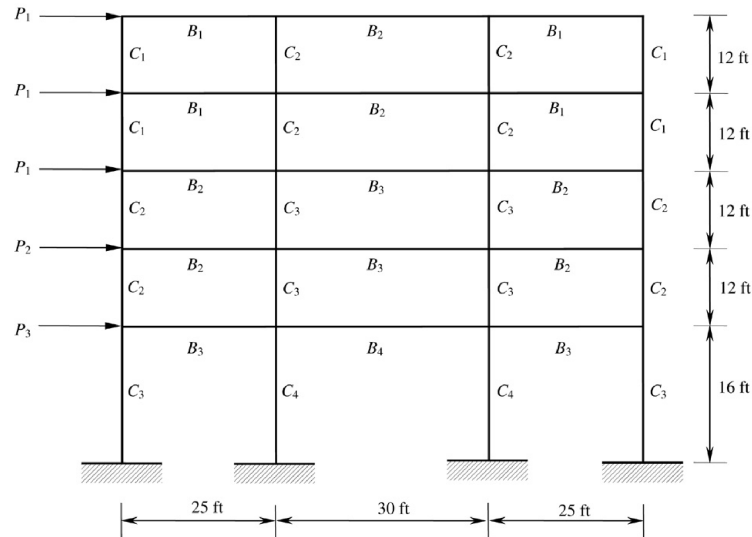 P1
B1 B2 B1
C1 C2 C2 C1 12 ft
P1
B1 B2 B1
C1 C2 C2 C1 12 ft
P1
B2 B3 B2
C2 C3 C3 C2 12 ft
P2
B2 B3 B2
C2 C3 C3 C2 12 ft
P3
B3 B4 B3
C3 C4 C4 C3 16 ft
25 ft 30 ft 25 ft